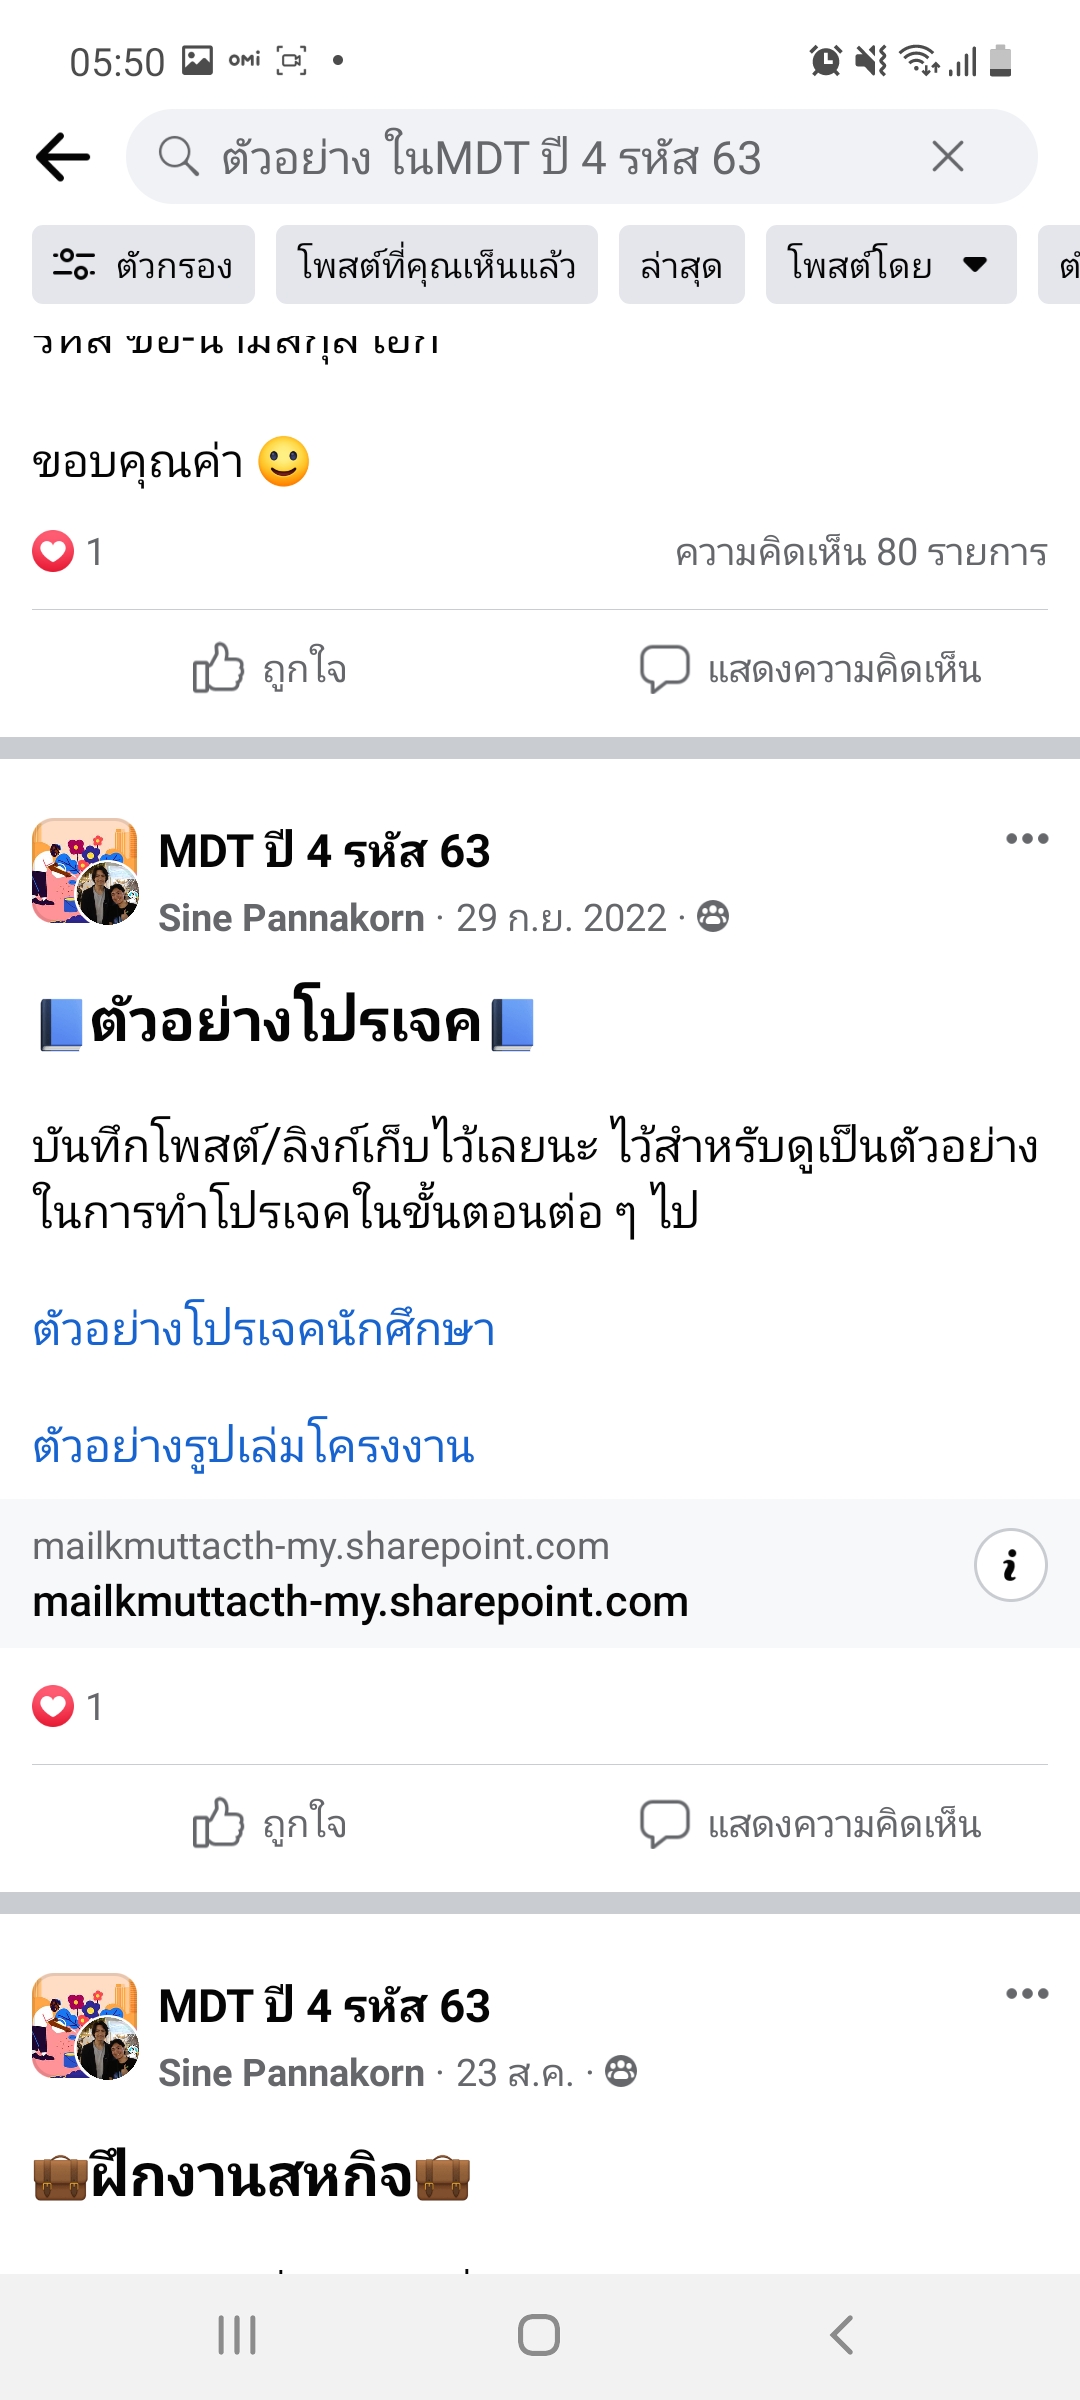 05:50
OMI
ตัวอย่าง ในMDT ปี 4 รหัส 63
ตัวกรอง โพสต์ที่คุณเห็นแล้ว ล่าสุด โพสต์โดย
ขอบคุณค่า 🙂
1 ความคิดเห็น 80 รายการ
ถูกใจ แสดงความคิดเห็น
MDT ปี 4 รหัส 63
Sine Pannakorn · 29 ก.ย. 2022 ·
📘ตัวอย่างโปรเจค📘
บันทึกโพสต์/ลิงก์เก็บไว้เลยนะ ไว้สำหรับดูเป็นตัวอย่าง
ในการทำโปรเจคในขั้นตอนต่อ ๆ ไป
ตัวอย่างโปรเจคนักศึกษา
ตัวอย่างรูปเล่มโครงงาน
mailkmuttacth-my.sharepoint.com
mailkmuttacth-my.sharepoint.com
1
ถูกใจ แสดงความคิดเห็น
MDT ปี 4 รหัส 63
Sine Pannakorn · 23 ส.ค. ·
💼ฝึกงานสหกิจ💼